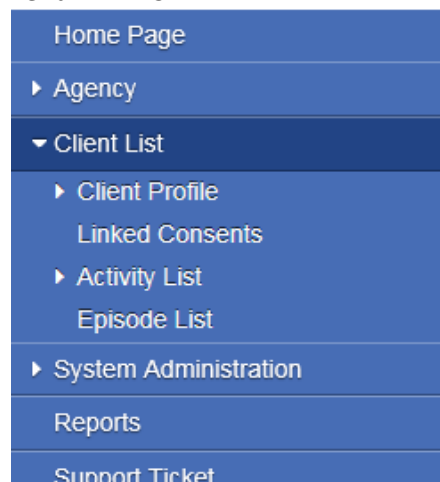 Home Page
Agency
Client List
Client Profile
Linked Consents
Activity List
Episode List
System Administration
Reports
Support Ticket